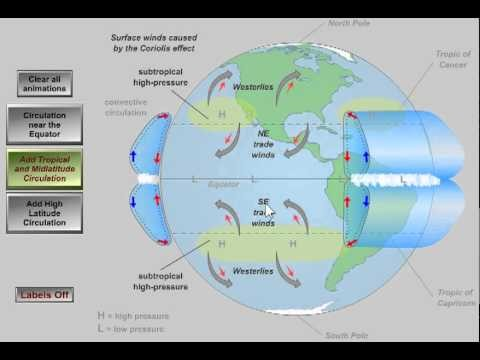 Surface winds caused
by the Coriolis effect
North Pole
Tropic of
Cancer
subtropical
high-pressure
Westerlies
Westerlies
Clear all
animations
convective
circulation
H
H
Circulation
near the
Equator
NE
trade
winds
Add Tropical
and Midlatitude
Circulation
L
L
L
Equator
Add High
Latitude
Circulation
SE
trade
winds
H
H
subtropical
high-pressure
Westerlies
Labels Off
Tropic of
Capricorn
H = high pressure
L = low pressure
South Pole